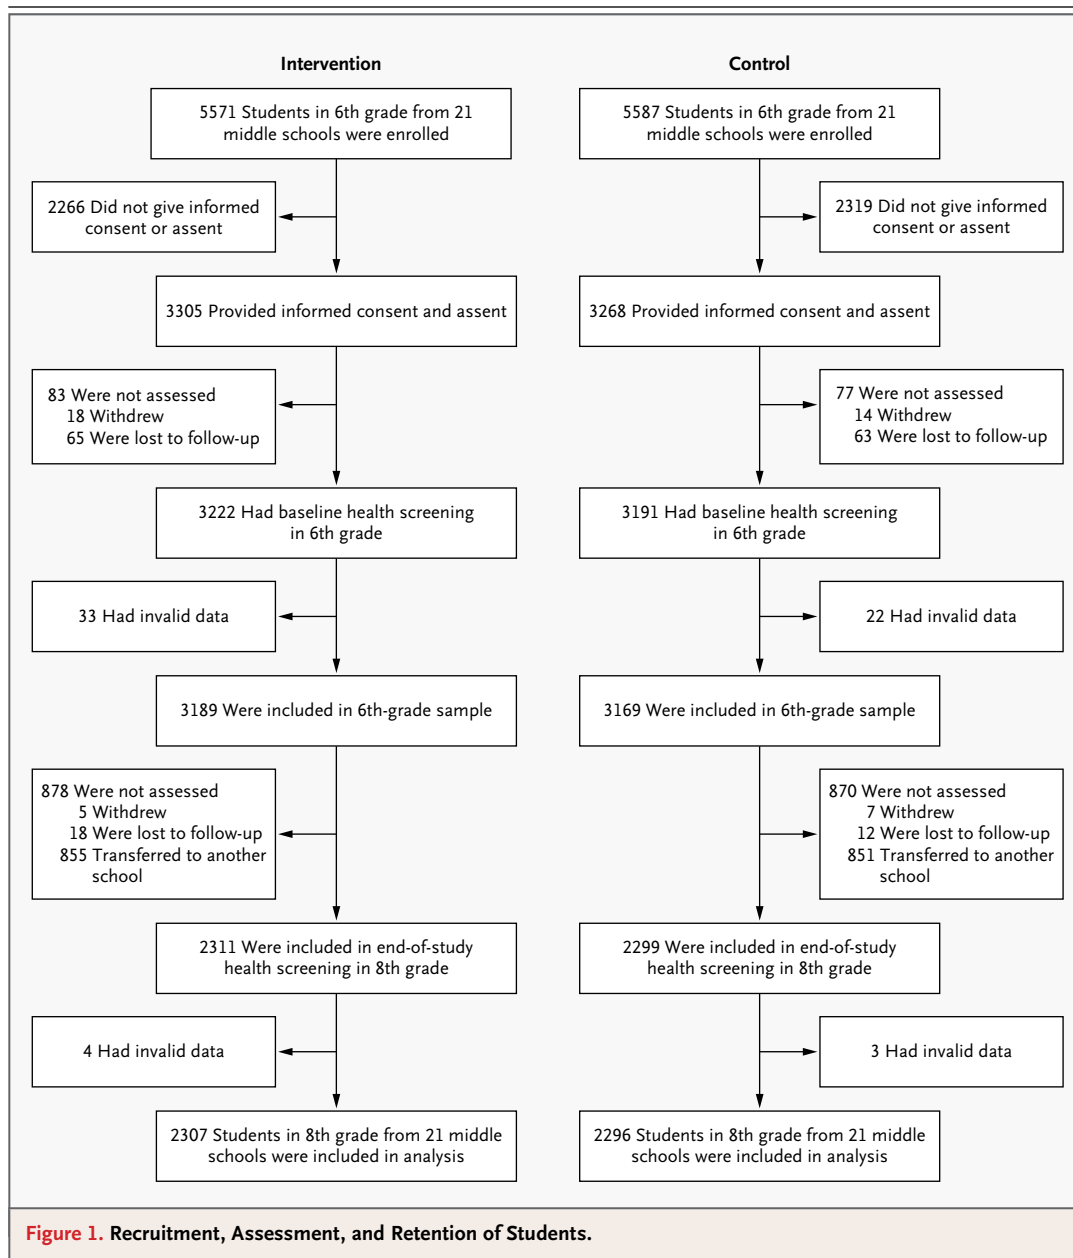 Intervention
Control
5571 Students in 6th grade from 21
middle schools were enrolled
5587 Students in 6th grade from 21
middle schools were enrolled
2266 Did not give informed
consent or assent
2319 Did not give informed
consent or assent
3305 Provided informed consent and assent
3268 Provided informed consent and assent
83 Were not assessed
18 Withdrew
65 Were lost to follow-up
77 Were not assessed
14 Withdrew
63 Were lost to follow-up
3222 Had baseline health screening
in 6th grade
3191 Had baseline health screening
in 6th grade
33 Had invalid data
22 Had invalid data
3189 Were included in 6th-grade sample
3169 Were included in 6th-grade sample
878 Were not assessed
5 Withdrew
18 Were lost to follow-up
855 Transferred to another
school
870 Were not assessed
7 Withdrew
12 Were lost to follow-up
851 Transferred to another
school
2311 Were included in end-of-study
health screening in 8th grade
2299 Were included in end-of-study
health screening in 8th grade
4 Had invalid data
3 Had invalid data
2307 Students in 8th grade from 21 middle
schools were included in analysis
2296 Students in 8th grade from 21 middle
schools were included in analysis
Figure 1. Recruitment, Assessment, and Retention of Students.